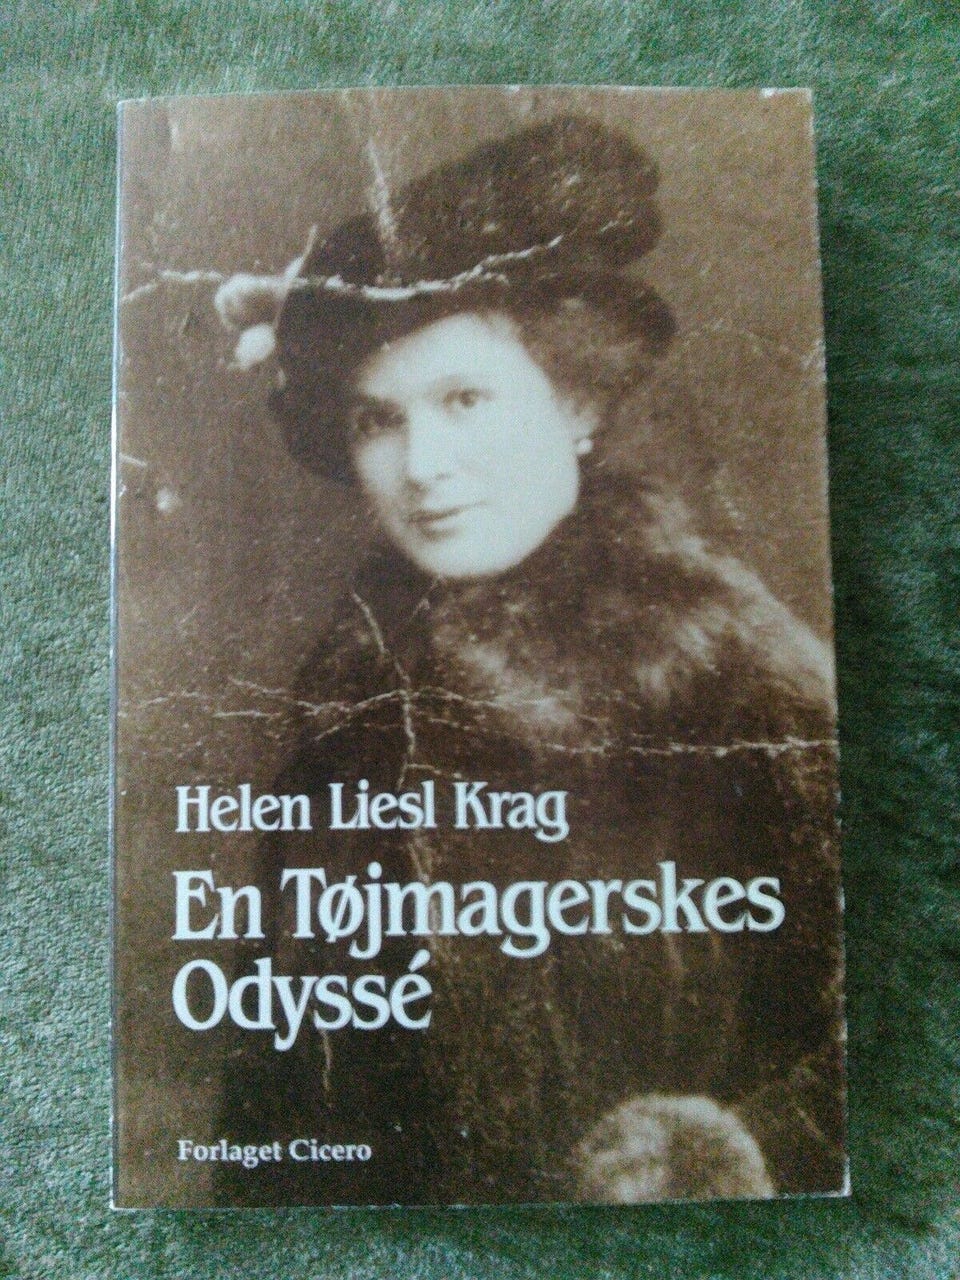 Helen Liesl Krag
En Tøjmagerskes
Odyssé
Forlaget Cicero